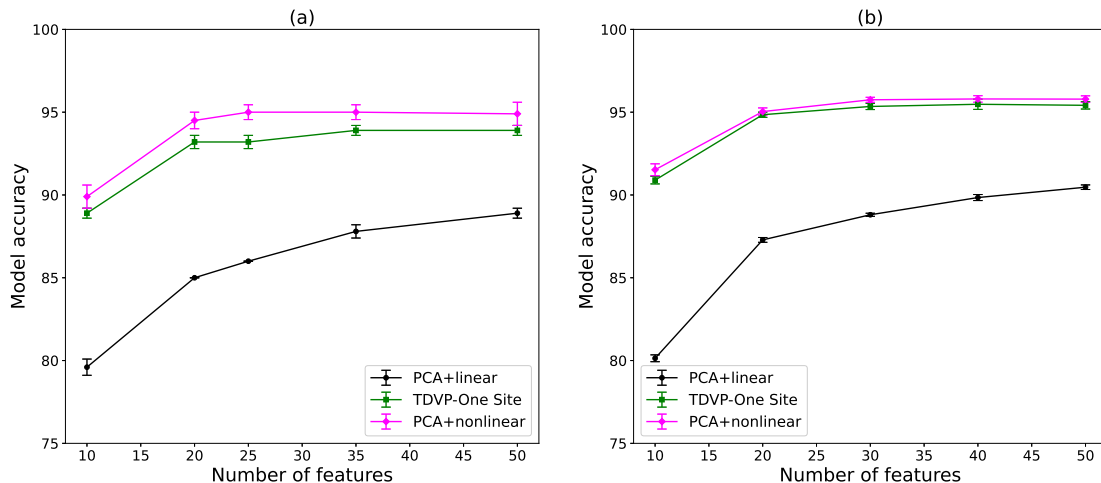 (a)
100
95
90
85
80
75
Model accuracy
10 15 20 25 30 35 40 45 50
Number of features
PCA+linear
TDVP-One Site
PCA+nonlinear
(b)
100
95
90
85
80
75
Model accuracy
10 15 20 25 30 35 40 45 50
Number of features
PCA+linear
TDVP-One Site
PCA+nonlinear